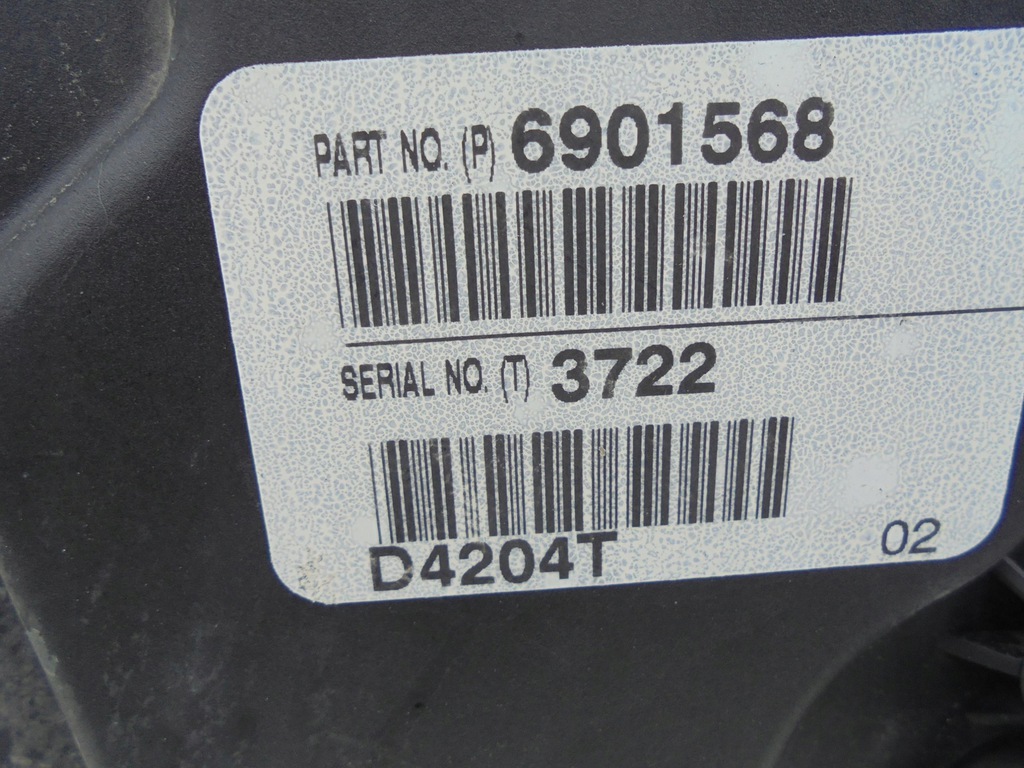 PART NO. (P) 6901568
SERIAL NO. (T) 3722
D4204T 02